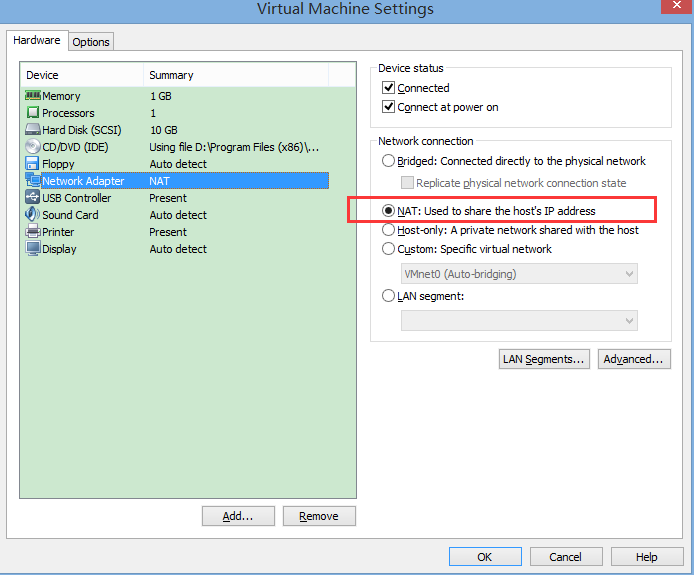 Virtual Machine Settings
Hardware
Options
Device Summary
Memory 1 GB
Processors 1
Hard Disk (SCSI) 10 GB
CD/DVD (IDE) Using file D:\Program Files (x86)\...
Floppy Auto detect
Network Adapter NAT
USB Controller Present
Sound Card Auto detect
Printer Present
Display Auto detect
Add...
Remove
Device status
Connected
Connect at power on
Network connection
Bridged: Connected directly to the physical network
Replicate physical network connection state
NAT: Used to share the host's IP address
Host-only: A private network shared with the host
Custom: Specific virtual network
VMnet0 (Auto-bridging)
LAN segment:
LAN Segments...
Advanced...
OK
Cancel
Help